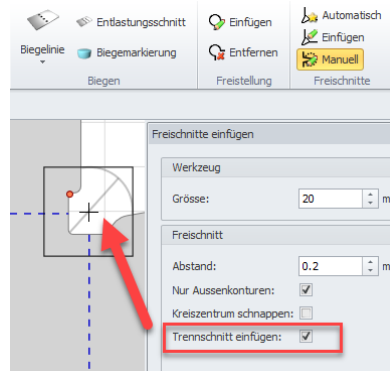 Entlastungsschnitt
Einfügen
Automatisch
Einfügen
Biegelinie
Biegemarkierung
Entfernen
Manuell
Biegen
Freistellung
Freischnitte
Freischnitte einfügen
Werkzeug
Grösse:
20
m
Freischnitt
Abstand:
0.2
m
Nur Aussenkonturen:
Kreiszentrum schnappen:
Trennschnitt einfügen: